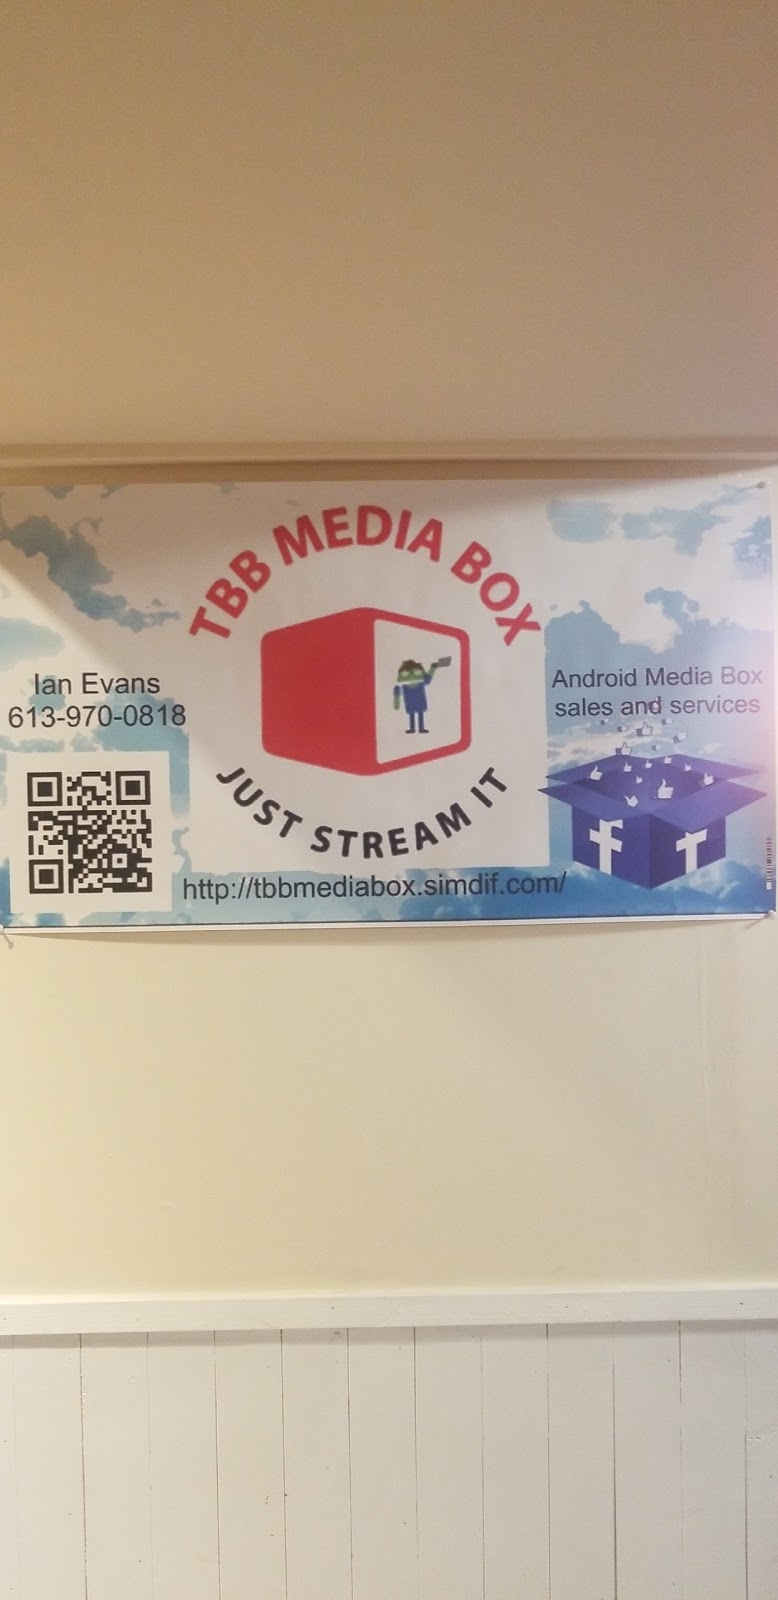 TBB MEDIA BOX
Ian Evans
613-970-0818
JUST STREAM IT
Android Media Box
sales and services
f t
http://tbbmediabox.simdif.com/